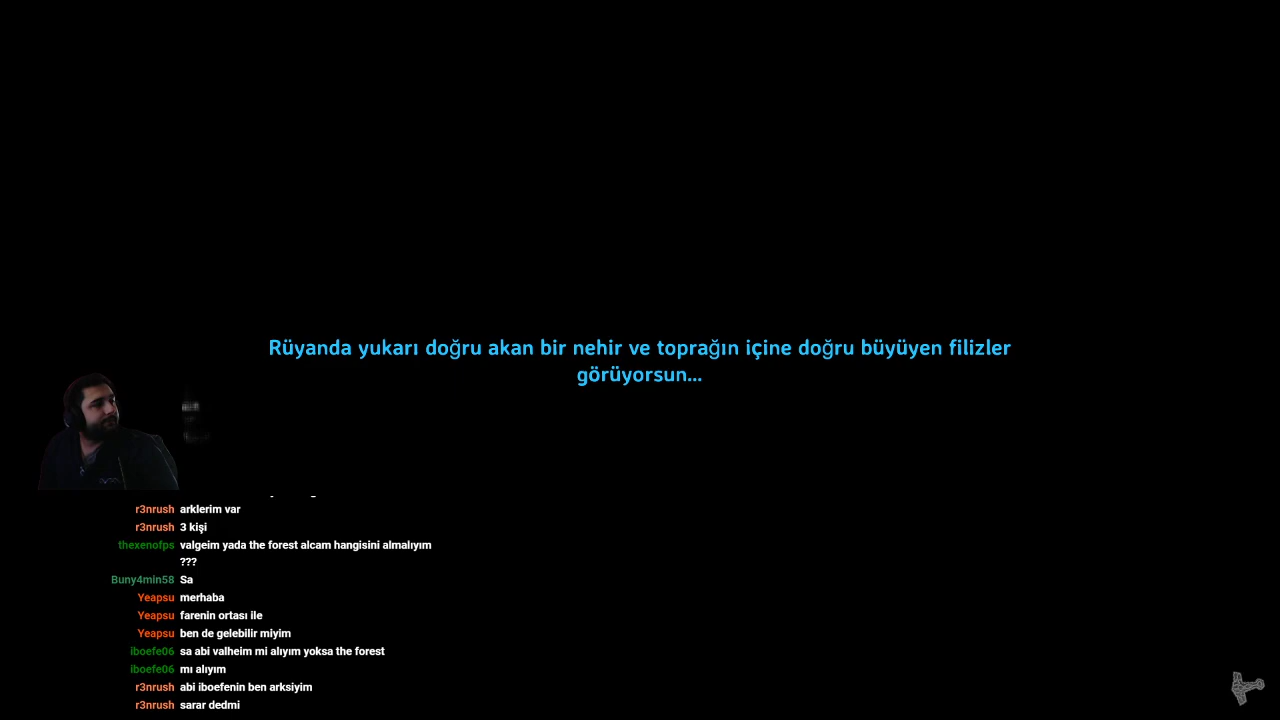 Rüyanda yukarı doğru akan bir nehir ve toprağın içine doğru büyüyen filizler
görüyorsun...
r3nrush arklerim var
r3nrush 3 kişi
thexenofps valgeim yada the forest alcam hangisini almalıyım
???
Buny4min58 Sa
Yeapsu merhaba
Yeapsu farenin ortası ile
Yeapsu ben de gelebilir miyim
iboefe06 sa abi valheim mi alıyım yoksa the forest
iboefe06 mı alıyım
r3nrush abi iboefenin ben arksiyim
r3nrush sarar dedmi